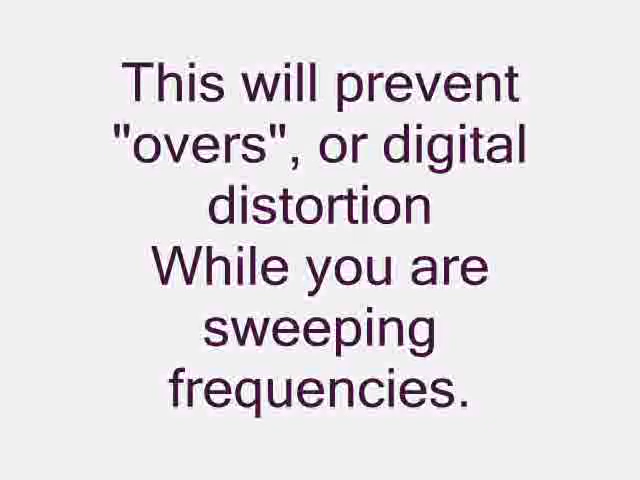 This will prevent
"overs", or digital
distortion
While you are
sweeping
frequencies.